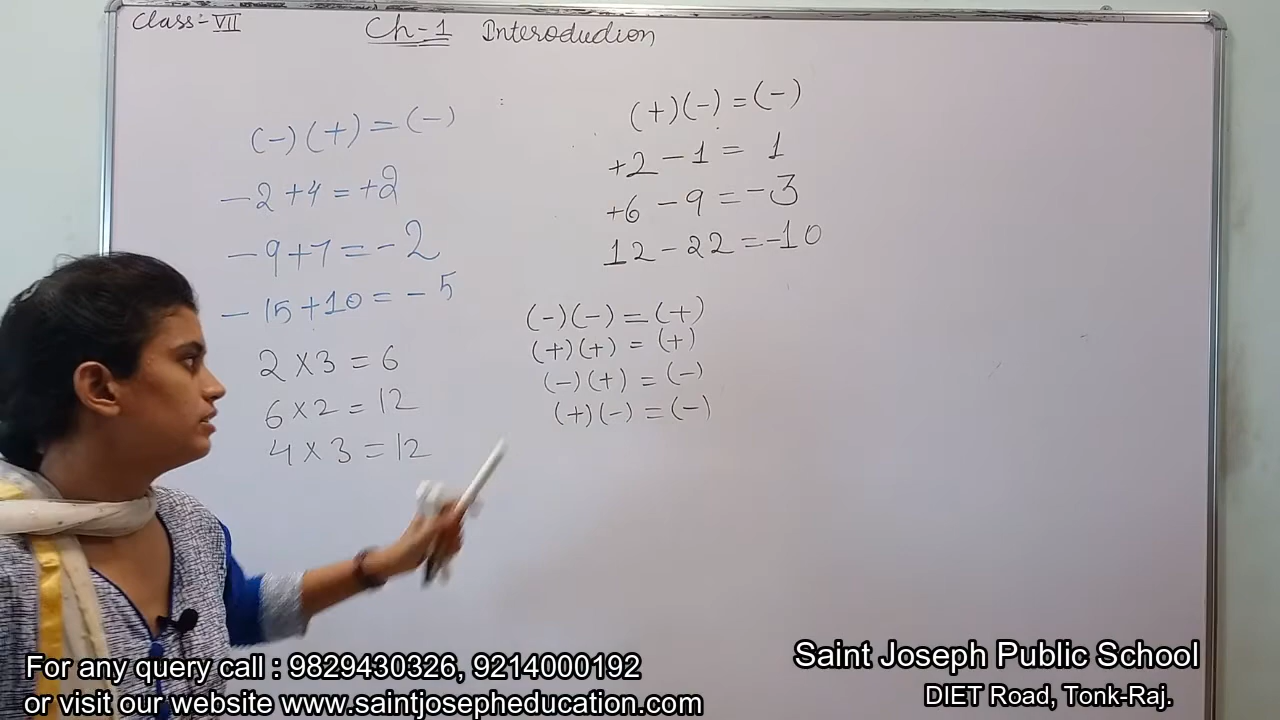 Class:- VII
Ch-1 Interodudion
(-)(+) = (-)
-2+4=+2
-9+7=-2
-15+10=-5
2×3=6
6×2=12
4×3=12
(+)(-)=(-)
+2-1=1
+6-9=-3
12-22=-10
(-)(-)=(+)
(+)(+)=(+)
(-)(+)=(-)
(+)(-)=(-)
For any query call : 9829430326, 9214000192
or visit our website www.saintjosepheducation.com
Saint Joseph Public School
DIET Road, Tonk-Raj.